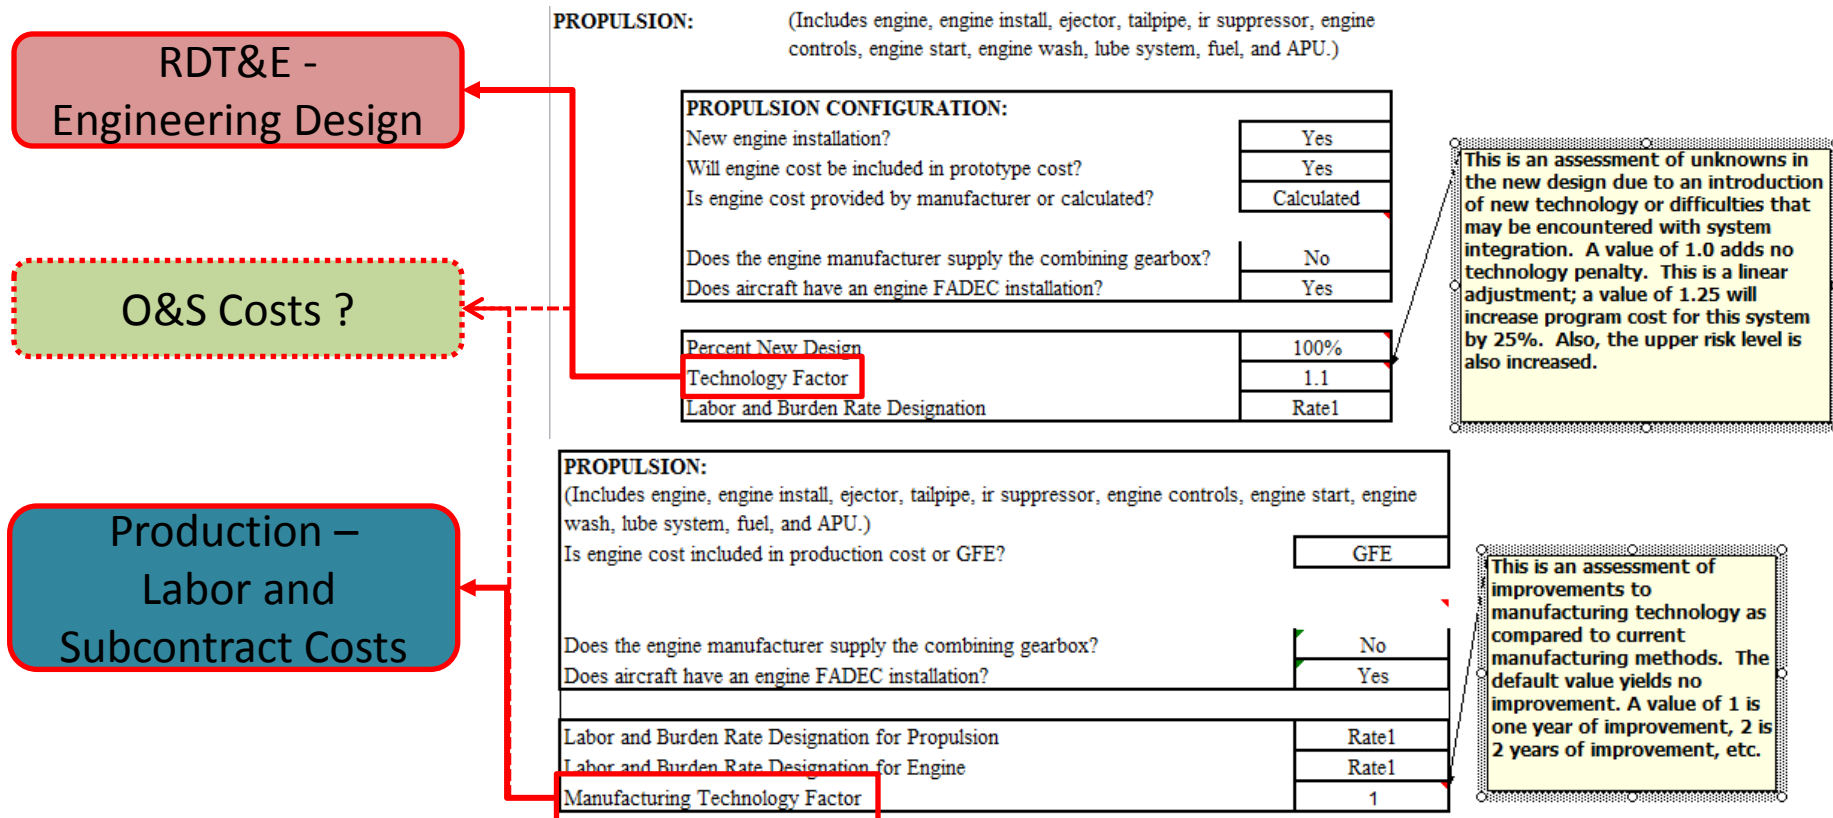 RDT&E -
Engineering Design
O&S Costs ?
Production –
Labor and
Subcontract Costs
PROPULSION: (Includes engine, engine install, ejector, tailpipe, ir suppressor, engine
controls, engine start, engine wash, lube system, fuel, and APU.)
PROPULSION CONFIGURATION:
New engine installation? Yes
Will engine cost be included in prototype cost? Yes
Is engine cost provided by manufacturer or calculated? Calculated
Does the engine manufacturer supply the combining gearbox? No
Does aircraft have an engine FADEC installation? Yes
Percent New Design 100%
Technology Factor 1.1
Labor and Burden Rate Designation Rate1
This is an assessment of unknowns in
the new design due to an introduction
of new technology or difficulties that
may be encountered with system
integration. A value of 1.0 adds no
technology penalty. This is a linear
adjustment; a value of 1.25 will
increase program cost for this system
by 25%. Also, the upper risk level is
also increased.
PROPULSION:
(Includes engine, engine install, ejector, tailpipe, ir suppressor, engine controls, engine start, engine
wash, lube system, fuel, and APU.)
Is engine cost included in production cost or GFE? GFE
Does the engine manufacturer supply the combining gearbox? No
Does aircraft have an engine FADEC installation? Yes
Labor and Burden Rate Designation for Propulsion Rate1
Labor and Burden Rate Designation for Engine Rate1
Manufacturing Technology Factor 1
This is an assessment of
improvements to
manufacturing technology as
compared to current
manufacturing methods. The
default value yields no
improvement. A value of 1 is
one year of improvement, 2 is
2 years of improvement, etc.